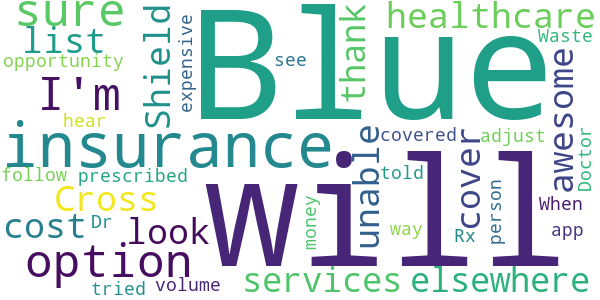 sure
Blue
healthcare
list
Shield
expensive
see
thank
Waste
opportunity
I'm
awesome
hear
insurance
unable
covered
cover
adjust
Doctor
follow
prescribed
told
Will
Cross
person
When
cost
Dr
look
money
way
Rx
app
option
services
elsewhere
tried
volume